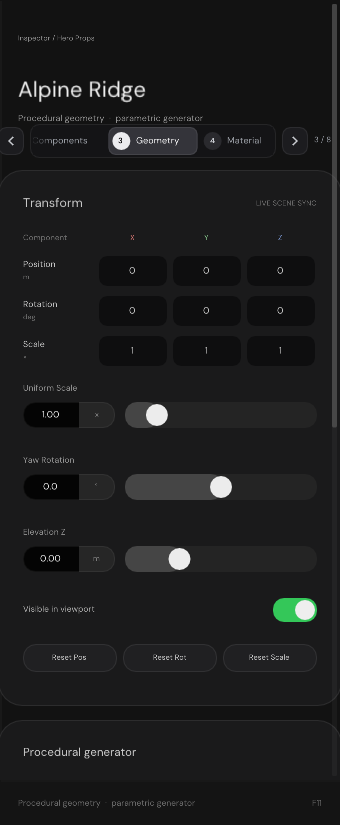 Inspector / Hero Props
Alpine Ridge
Procedural geometry · parametric generator
Components
3 Geometry
4 Material
3 / 8
Transform
LIVE SCENE SYNC
Component X Y Z
Position 0 0 0
m
Rotation 0 0 0
deg
Scale 1 1 1
Uniform Scale
1.00 x
Yaw Rotation
0.0 °
Elevation Z
0.00 m
Visible in viewport
Reset Pos Reset Rot Reset Scale
Procedural generator
Procedural geometry · parametric generator F11